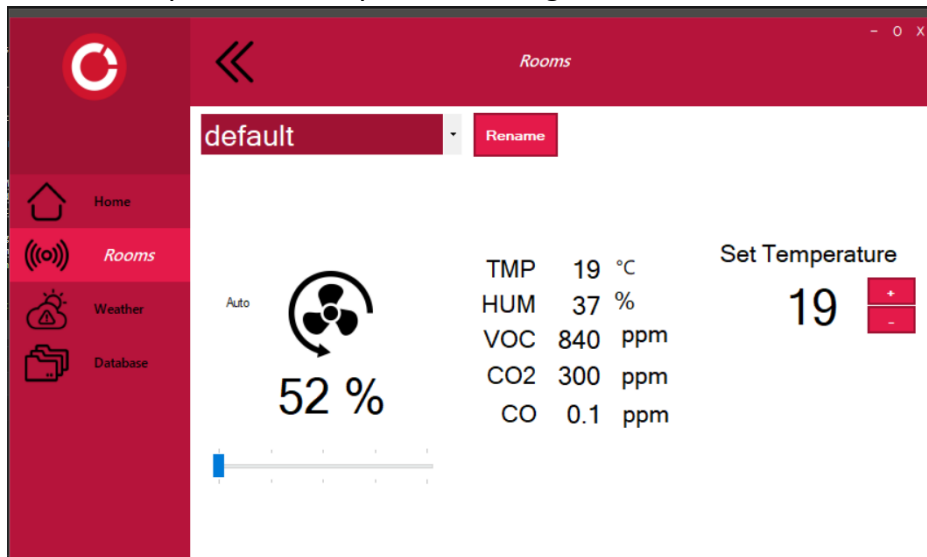 - O X
Rooms
default
Rename
Home
Rooms
Weather
Database
Auto
52 %
TMP 19 °C
HUM 37 %
VOC 840 ppm
CO2 300 ppm
CO 0.1 ppm
Set Temperature
19
+
-